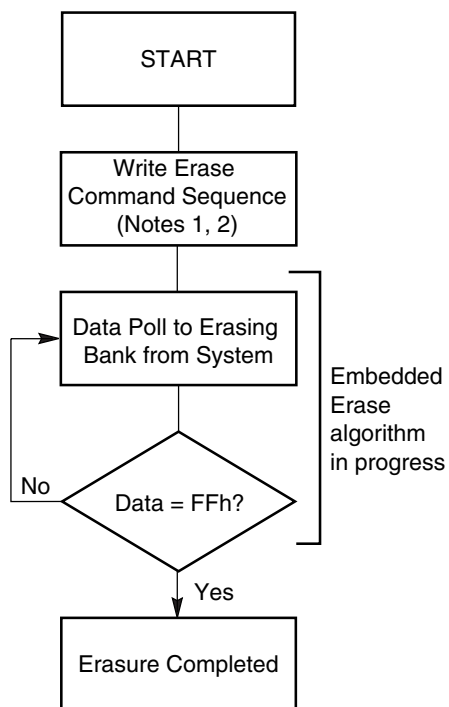 START
Write Erase
Command Sequence
(Notes 1, 2)
Data Poll to Erasing
Bank from System
Embedded
Erase
algorithm
in progress
No
Data = FFh?
Yes
Erasure Completed